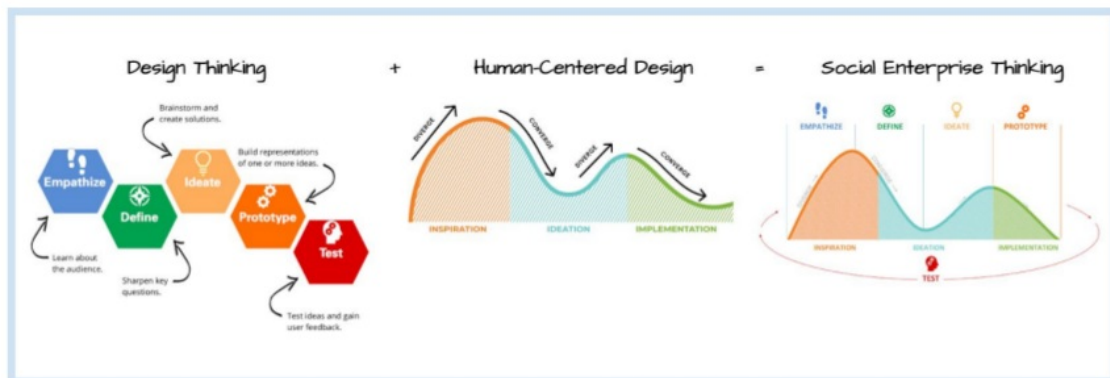 Design Thinking
+
Human-Centered Design
=
Social Enterprise Thinking
Brainstorm and
create solutions.
Build representations
of one or more ideas.
Empathize
Define
Ideate
Prototype
Test
Learn about
the audience.
Sharpen key
questions.
Test ideas and gain
user feedback.
DIVERGE
CONVERGE
DIVERGE
CONVERGE
INSPIRATION
IDEATION
IMPLEMENTATION
EMPATHIZE
DEFINE
IDEATE
PROTOTYPE
INSPIRATION
IDEATION
IMPLEMENTATION
TEST